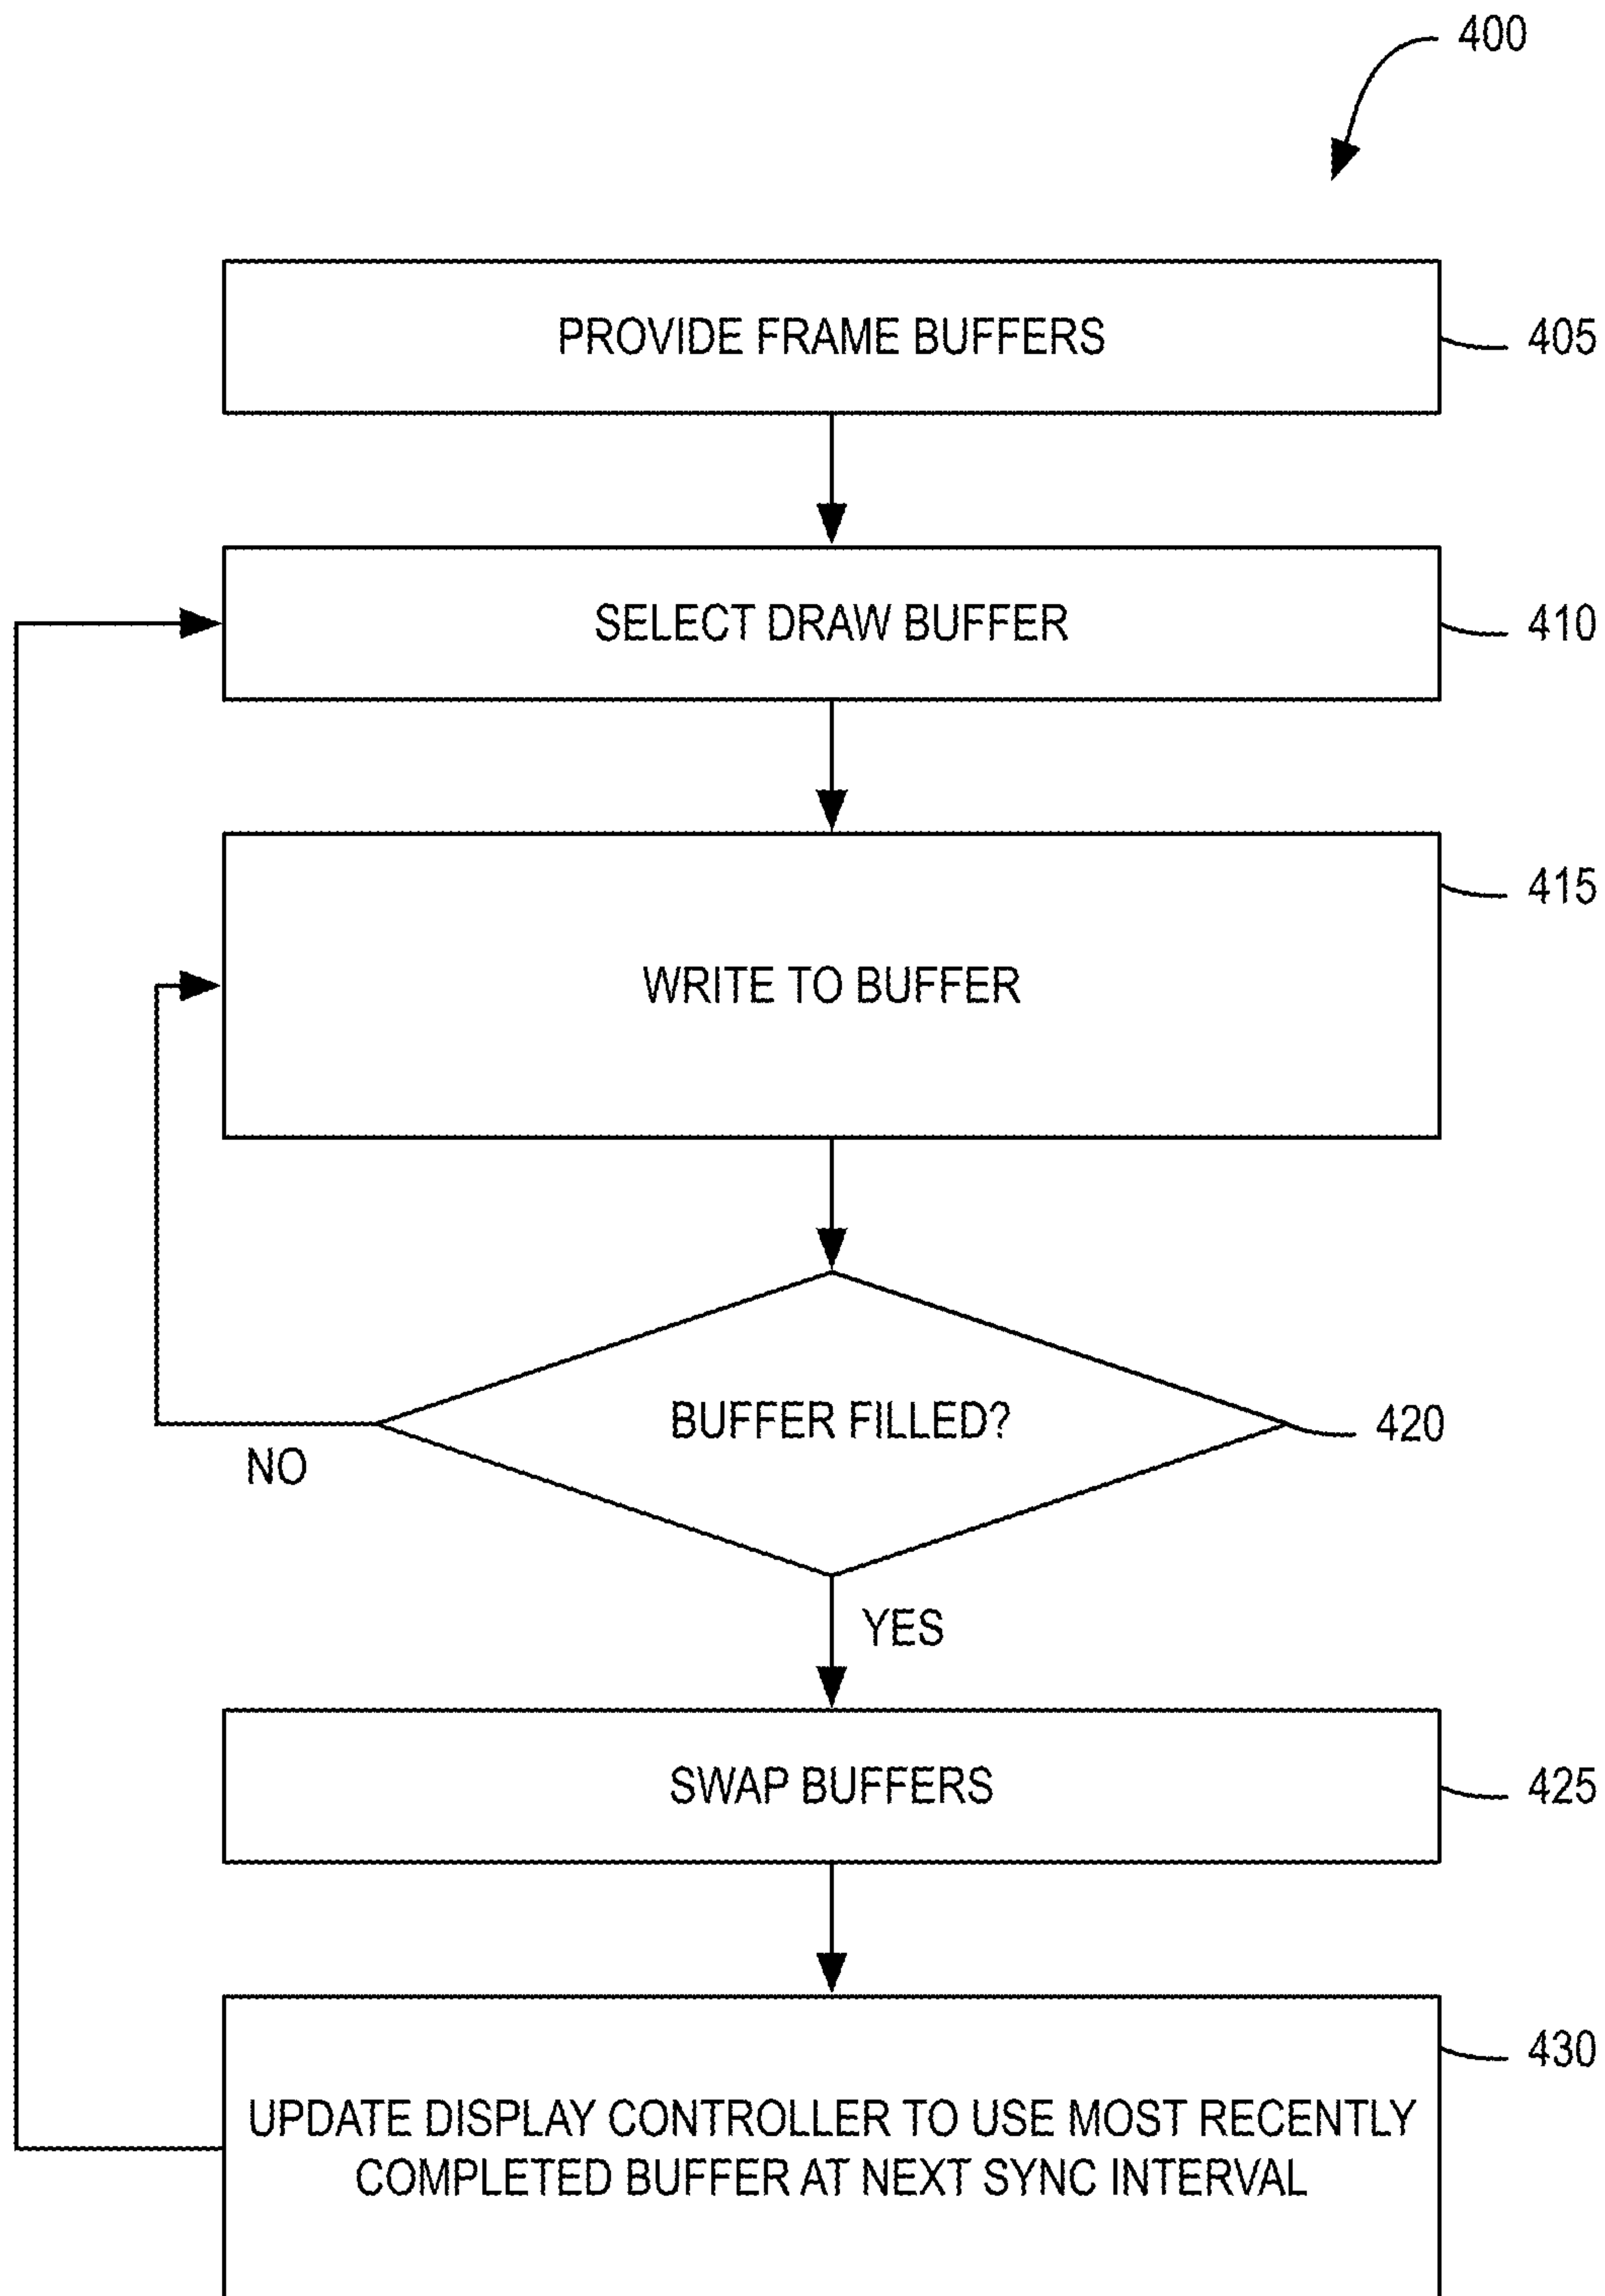 400
PROVIDE FRAME BUFFERS
405
SELECT DRAW BUFFER
410
415
WRITE TO BUFFER
BUFFER FILLED?
420
NO
YES
SWAP BUFFERS
425
430
UPDATE DISPLAY CONTROLLER TO USE MOST RECENTLY
COMPLETED BUFFER AT NEXT SYNC INTERVAL